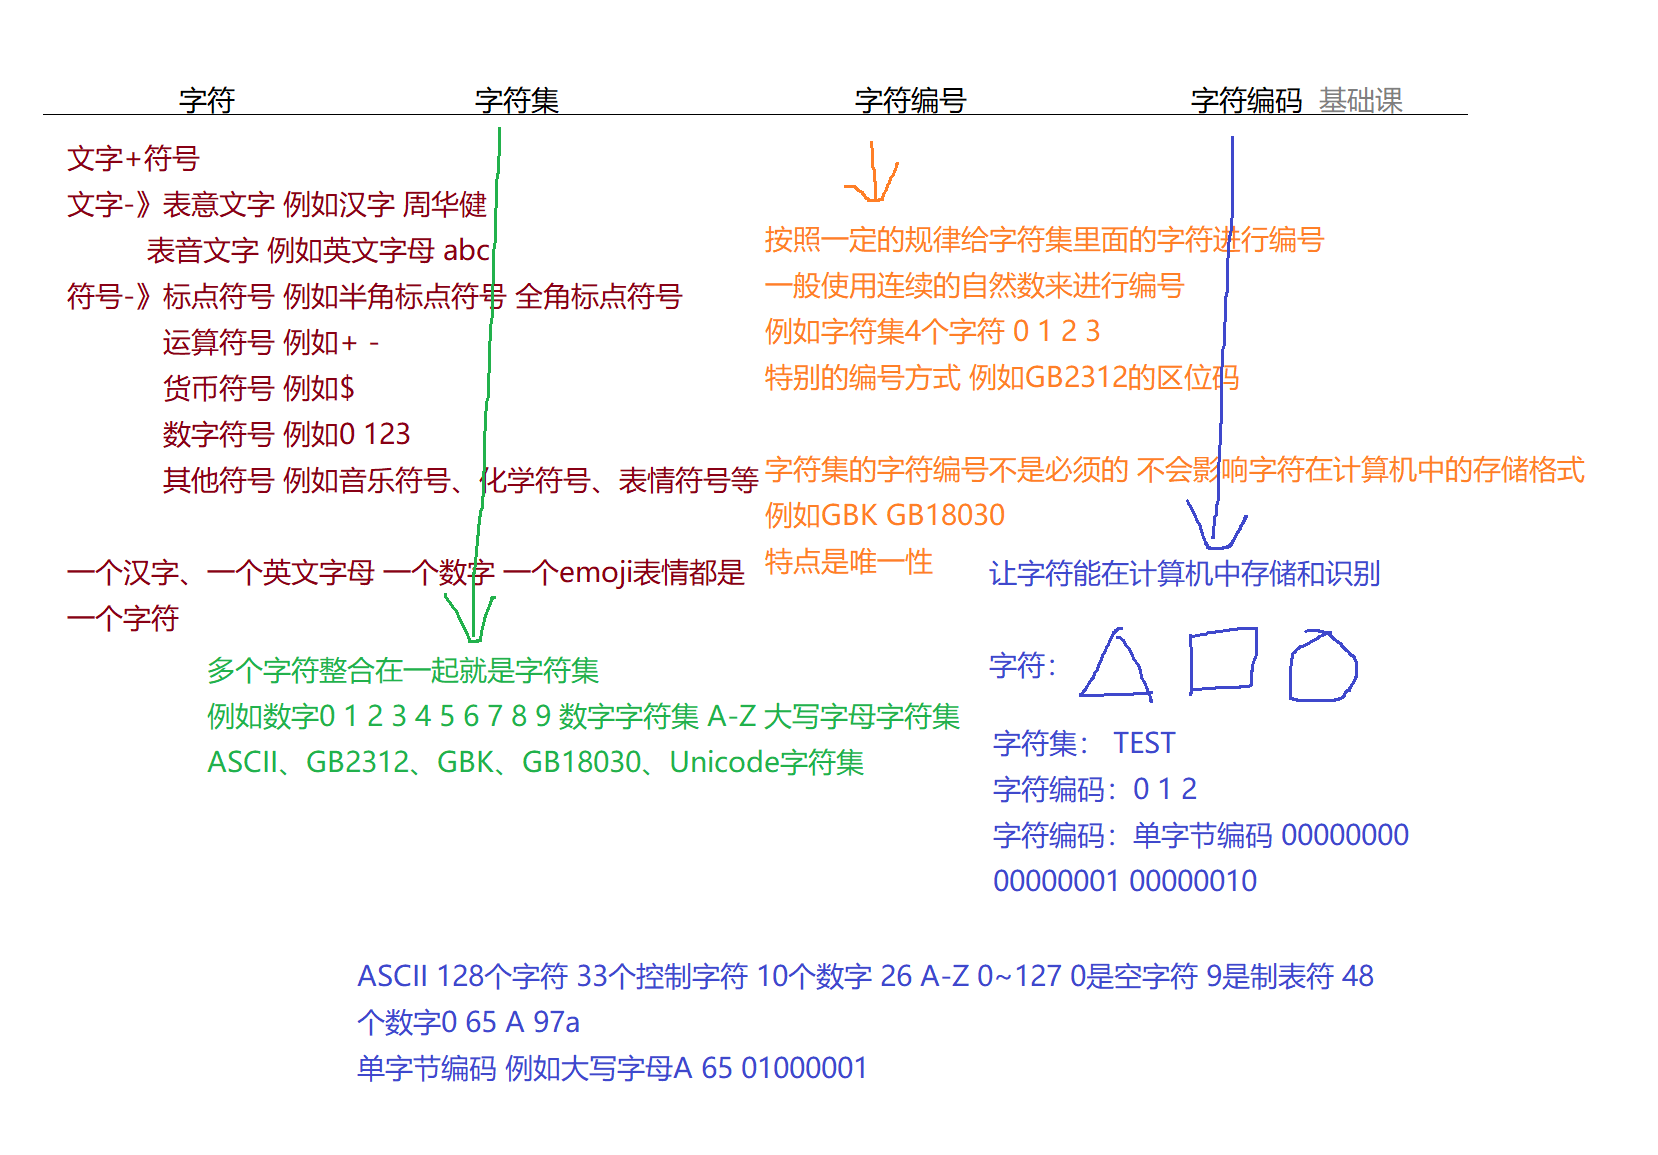 字符 字符集 字符编号 字符编码 基础课
文字+符号
文字-》表意文字 例如汉字 周华健
表音文字 例如英文字母 abc
符号-》标点符号 例如半角标点符号 全角标点符号
运算符号 例如+ -
货币符号 例如$
数字符号 例如0 123
其他符号 例如音乐符号、化学符号、表情符号等
一个汉字、一个英文字母 一个数字 一个emoji表情都是
一个字符
多个字符整合在一起就是字符集
例如数字0 1 2 3 4 5 6 7 8 9 数字字符集 A-Z 大写字母字符集
ASCII、GB2312、GBK、GB18030、Unicode字符集
按照一定的规律给字符集里面的字符进行编号
一般使用连续的自然数来进行编号
例如字符集4个字符 0 1 2 3
特别的编号方式 例如GB2312的区位码
字符集的字符编号不是必须的 不会影响字符在计算机中的存储格式
例如GBK GB18030
特点是唯一性
让字符能在计算机中存储和识别
字符：
字符集： TEST
字符编码：0 1 2
字符编码：单字节编码 00000000
00000001 00000010
ASCII 128个字符 33个控制字符 10个数字 26 A-Z 0~127 0是空字符 9是制表符 48
个数字0 65 A 97a
单字节编码 例如大写字母A 65 01000001